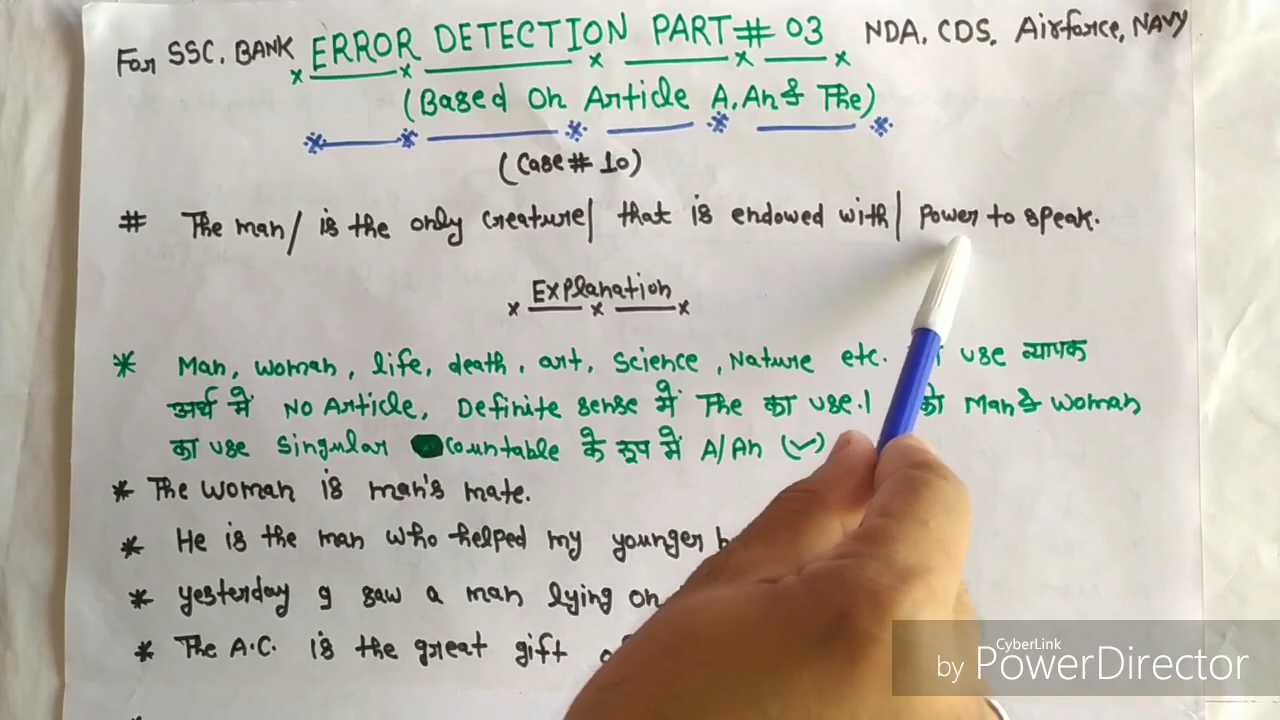 For SSC, BANK ERROR DETECTION PART # 03 NDA, CDS, Airforce, NAVY
(Based On Article A, An & The)
(Case # 10)
# The man/ is the only creature/ that is endowed with/ power to speak.
Explanation
* Man, woman, life, death, art, Science, Nature etc. use व्यापक
अर्थ में No Article, Definite sense में The का use.। को Man & woman
का use Singular countable के रूप में A/An (✓)
* The woman is man's mate.
* He is the man who helped my younger
* yesterday I saw a man lying on
* The A.C. is the great gift
by CyberLink PowerDirector